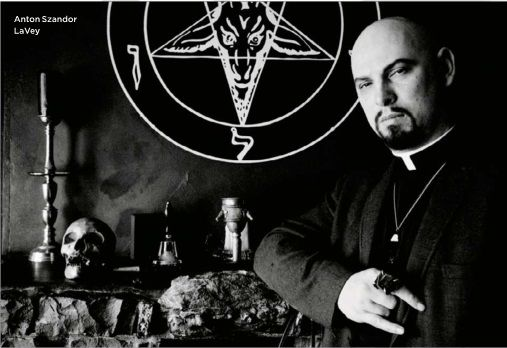 Anton Szandor
LaVey
ו
ל